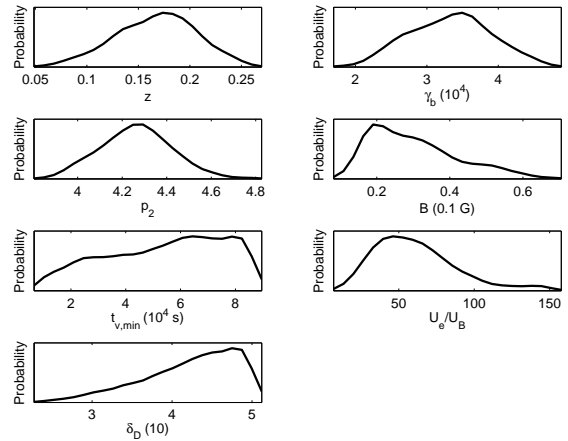 Probability
0.05 0.1 0.15 0.2 0.25
z
Probability
2 3 4
γ_b (10^4)
Probability
4 4.2 4.4 4.6 4.8
p_2
Probability
0.2 0.4 0.6
B (0.1 G)
Probability
2 4 6 8
t_v,min (10^4 s)
Probability
50 100 150
U_e/U_B
Probability
3 4 5
δ_D (10)